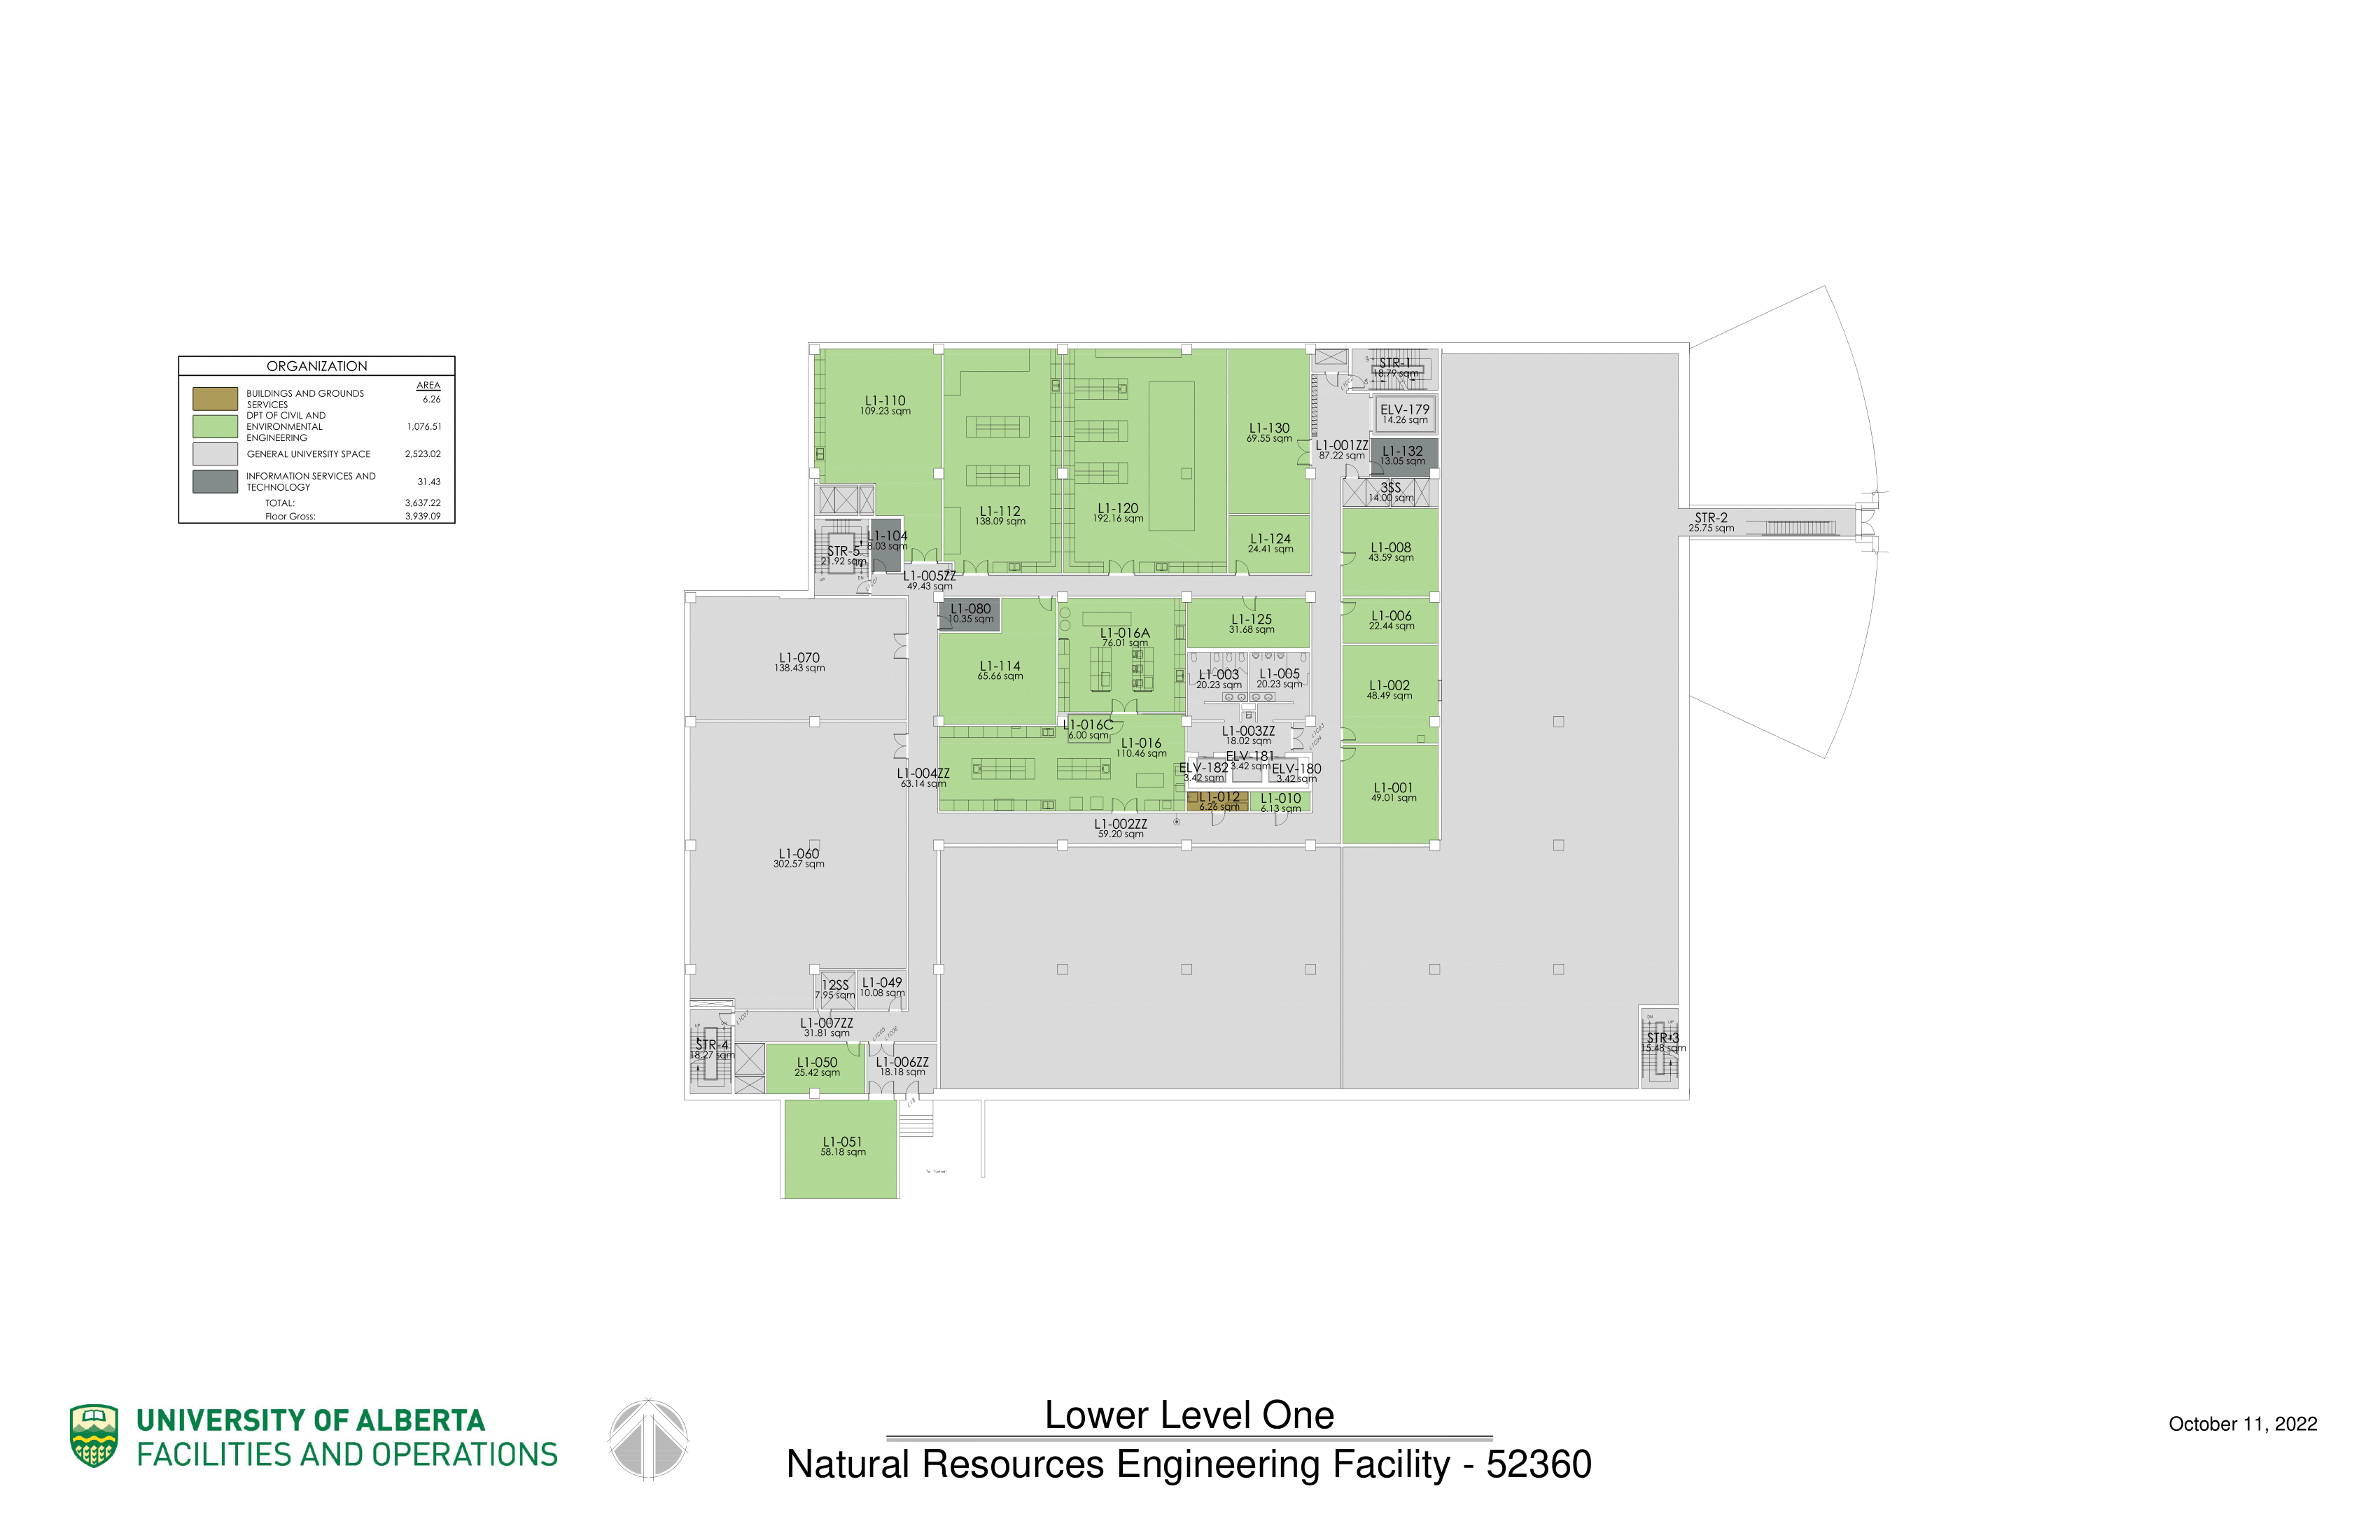 ORGANIZATION
AREA
BUILDINGS AND GROUNDS
SERVICES
6.26
DPT OF CIVIL AND
ENVIRONMENTAL
ENGINEERING
1,076.51
GENERAL UNIVERSITY SPACE
2,523.02
INFORMATION SERVICES AND
TECHNOLOGY
31.43
TOTAL:
3,637.22
Floor Gross:
3,939.09
L1-110
109.23 sqm
L1-112
138.09 sqm
L1-120
192.16 sqm
L1-130
69.55 sqm
L1-124
24.41 sqm
STR-1
18.79 sqm
ELV-179
14.26 sqm
L1-001ZZ
87.22 sqm
L1-132
13.05 sqm
3SS
14.00 sqm
STR-2
25.75 sqm
L1-104
8.03 sqm
STR-5
21.92 sqm
UP
DN
L1-005ZZ
49.43 sqm
L1-008
43.59 sqm
L1-080
10.35 sqm
L1-016A
76.01 sqm
L1-125
31.68 sqm
L1-006
22.44 sqm
L1-070
138.43 sqm
L1-114
65.66 sqm
L1-003
20.23 sqm
L1-005
20.23 sqm
L1-002
48.49 sqm
L1-016C
6.00 sqm
L1-016
110.46 sqm
L1-003ZZ
18.02 sqm
ELV-181
3.42 sqm
ELV-182
3.42 sqm
ELV-180
3.42 sqm
L1-004ZZ
63.14 sqm
L1-012
6.26 sqm
L1-010
6.13 sqm
L1-001
49.01 sqm
L1-002ZZ
59.20 sqm
L1-060
302.57 sqm
12SS
7.95 sqm
L1-049
10.08 sqm
L1-007ZZ
31.81 sqm
UP
DN
STR-4
18.27 sqm
L1-050
25.42 sqm
L1-006ZZ
18.18 sqm
DN
UP
STR-3
15.48 sqm
L1-051
58.18 sqm
UNIVERSITY OF ALBERTA
FACILITIES AND OPERATIONS
Lower Level One
Natural Resources Engineering Facility - 52360
October 11, 2022